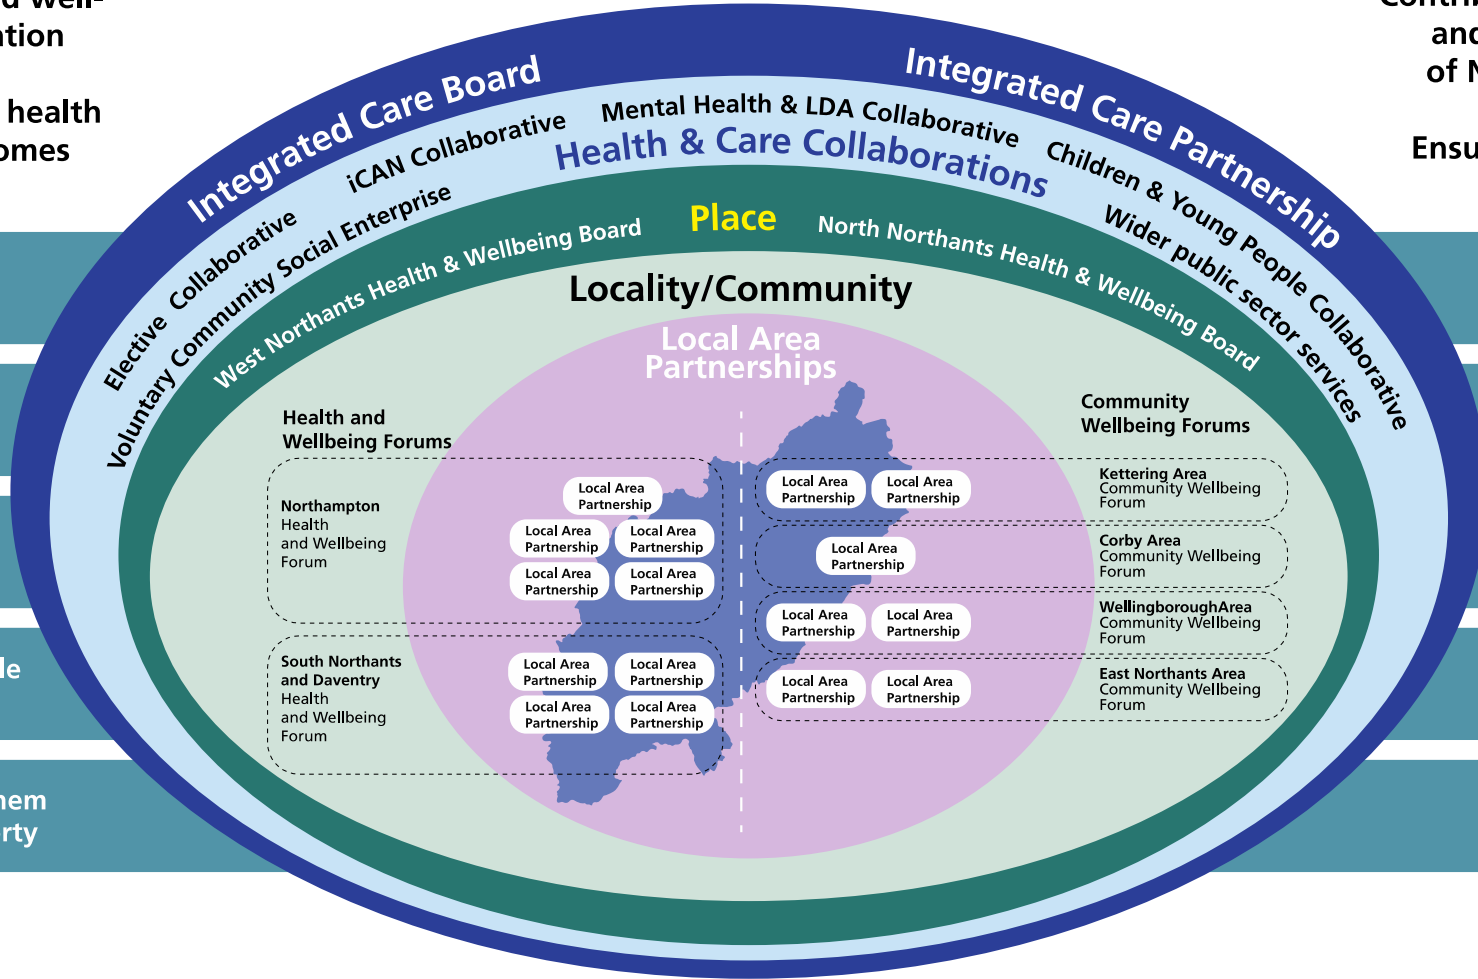 d well-
ation
health
omes
Contrib
and
of N
Ensu
Integrated Care Board
Integrated Care Partnership
Elective Collaborative
iCAN Collaborative
Mental Health & LDA Collaborative
Children & Young People Collaborative
Voluntary Community Social Enterprise
Health & Care Collaborations
Wider public sector services
West Northants Health & Wellbeing Board
Place
North Northants Health & Wellbeing Board
Locality/Community
Local Area
Partnerships
Health and
Wellbeing Forums
Northampton
Health
and Wellbeing
Forum
Local Area
Partnership
Local Area
Partnership
Local Area
Partnership
Local Area
Partnership
Local Area
Partnership
South Northants
and Daventry
Health
and Wellbeing
Forum
Local Area
Partnership
Local Area
Partnership
Local Area
Partnership
Local Area
Partnership
Community
Wellbeing Forums
Local Area
Partnership
Local Area
Partnership
Kettering Area
Community Wellbeing
Forum
Local Area
Partnership
Corby Area
Community Wellbeing
Forum
Local Area
Partnership
Local Area
Partnership
WellingboroughArea
Community Wellbeing
Forum
Local Area
Partnership
Local Area
Partnership
East Northants Area
Community Wellbeing
Forum
le
hem
rty